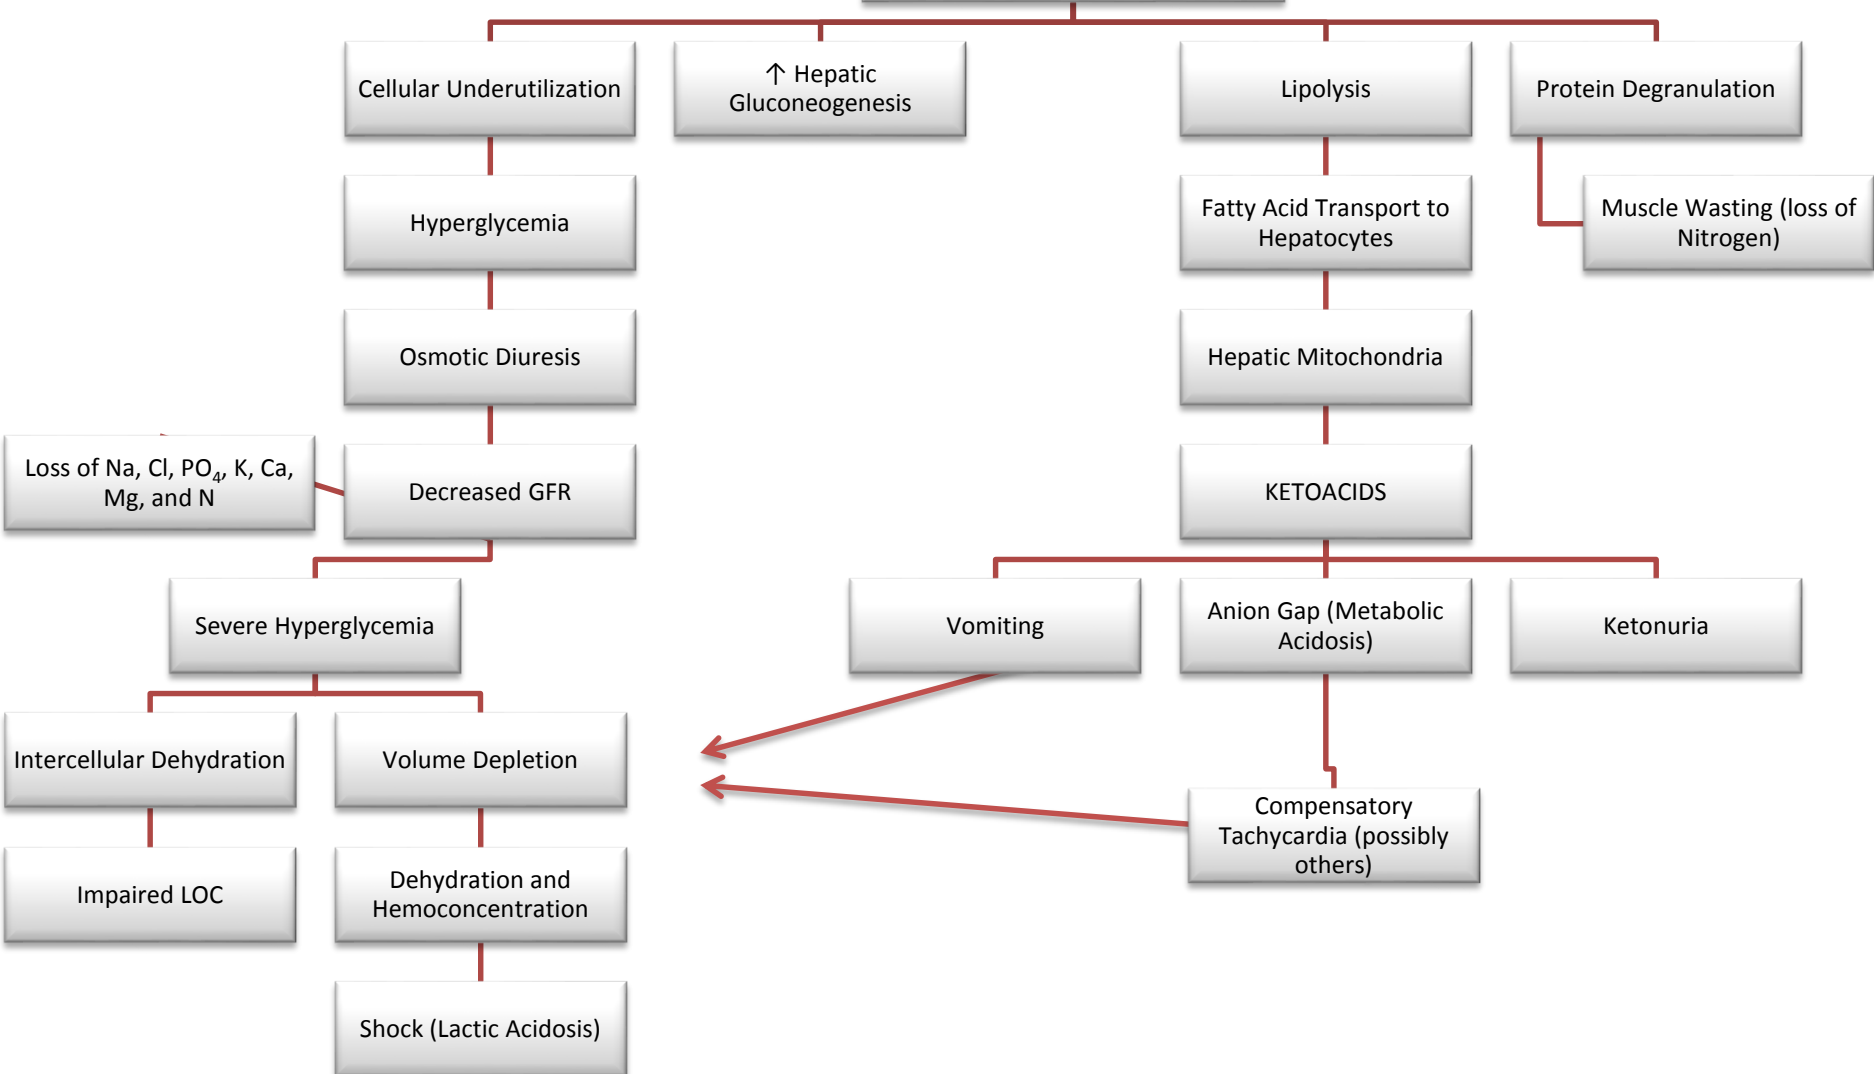 Cellular Underutilization
↑ Hepatic
Gluconeogenesis
Lipolysis
Protein Degranulation
Hyperglycemia
Fatty Acid Transport to
Hepatocytes
Muscle Wasting (loss of
Nitrogen)
Osmotic Diuresis
Hepatic Mitochondria
Loss of Na, Cl, PO₄, K, Ca,
Mg, and N
Decreased GFR
KETOACIDS
Severe Hyperglycemia
Vomiting
Anion Gap (Metabolic
Acidosis)
Ketonuria
Intercellular Dehydration
Volume Depletion
Compensatory
Tachycardia (possibly
others)
Impaired LOC
Dehydration and
Hemoconcentration
Shock (Lactic Acidosis)